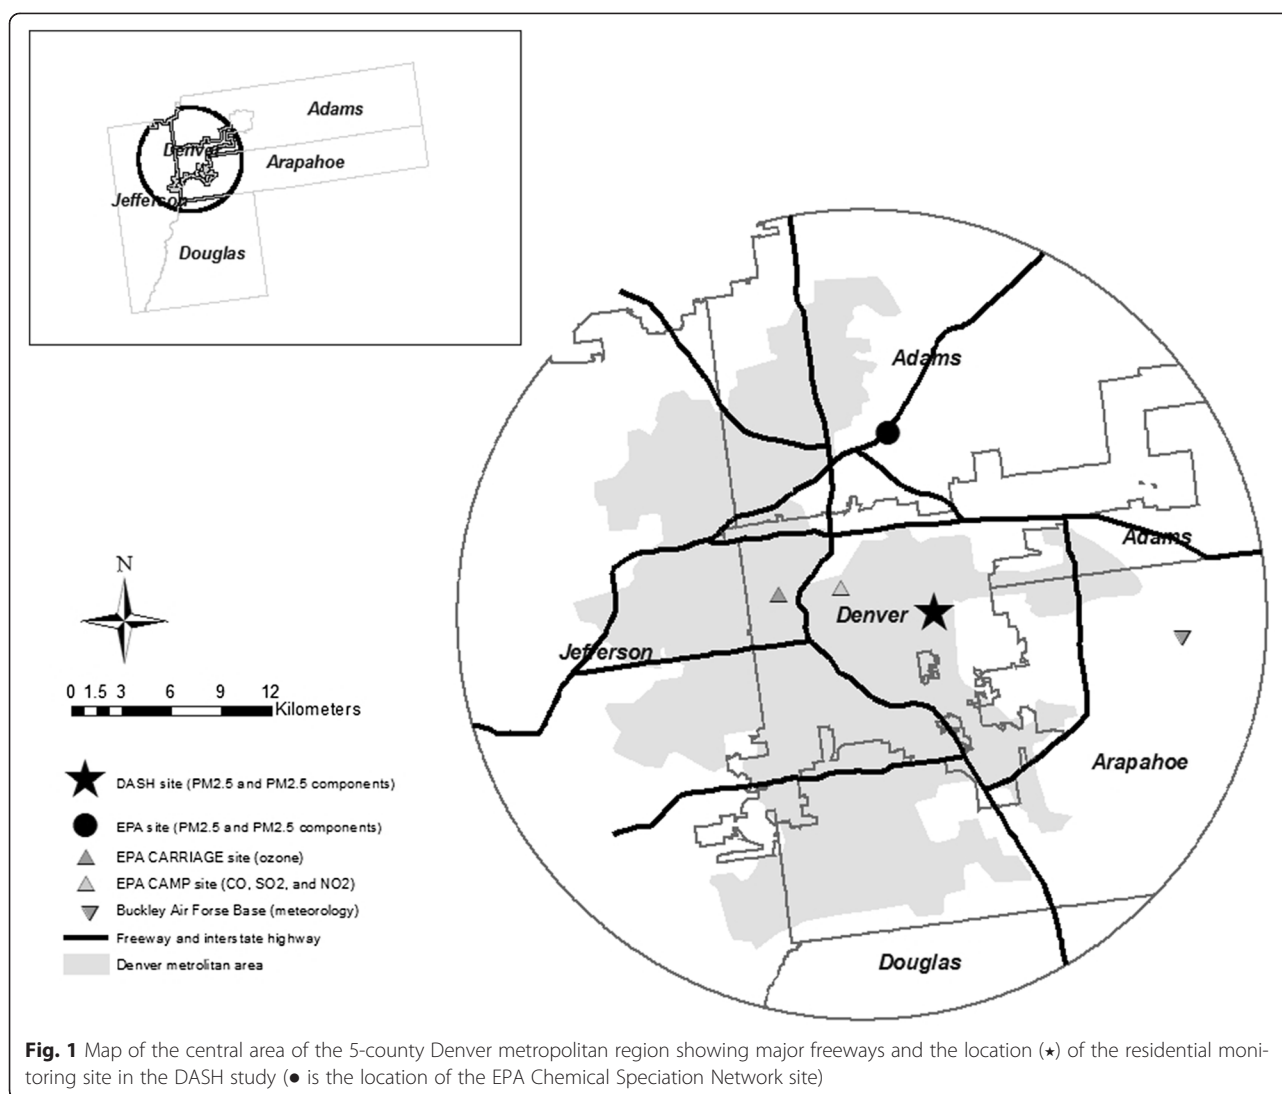 Adams
Denver
Arapahoe
Jefferson
Douglas
Adams
Adams
Denver
Jefferson
Arapahoe
Douglas
N
0 1.5 3 6 9 12
Kilometers
DASH site (PM2.5 and PM2.5 components)
EPA site (PM2.5 and PM2.5 components)
EPA CARRIAGE site (ozone)
EPA CAMP site (CO, SO2, and NO2)
Buckley Air Forse Base (meteorology)
Freeway and interstate highway
Denver metrolitan area
Fig. 1 Map of the central area of the 5-county Denver metropolitan region showing major freeways and the location (★) of the residential moni-
toring site in the DASH study (● is the location of the EPA Chemical Speciation Network site)